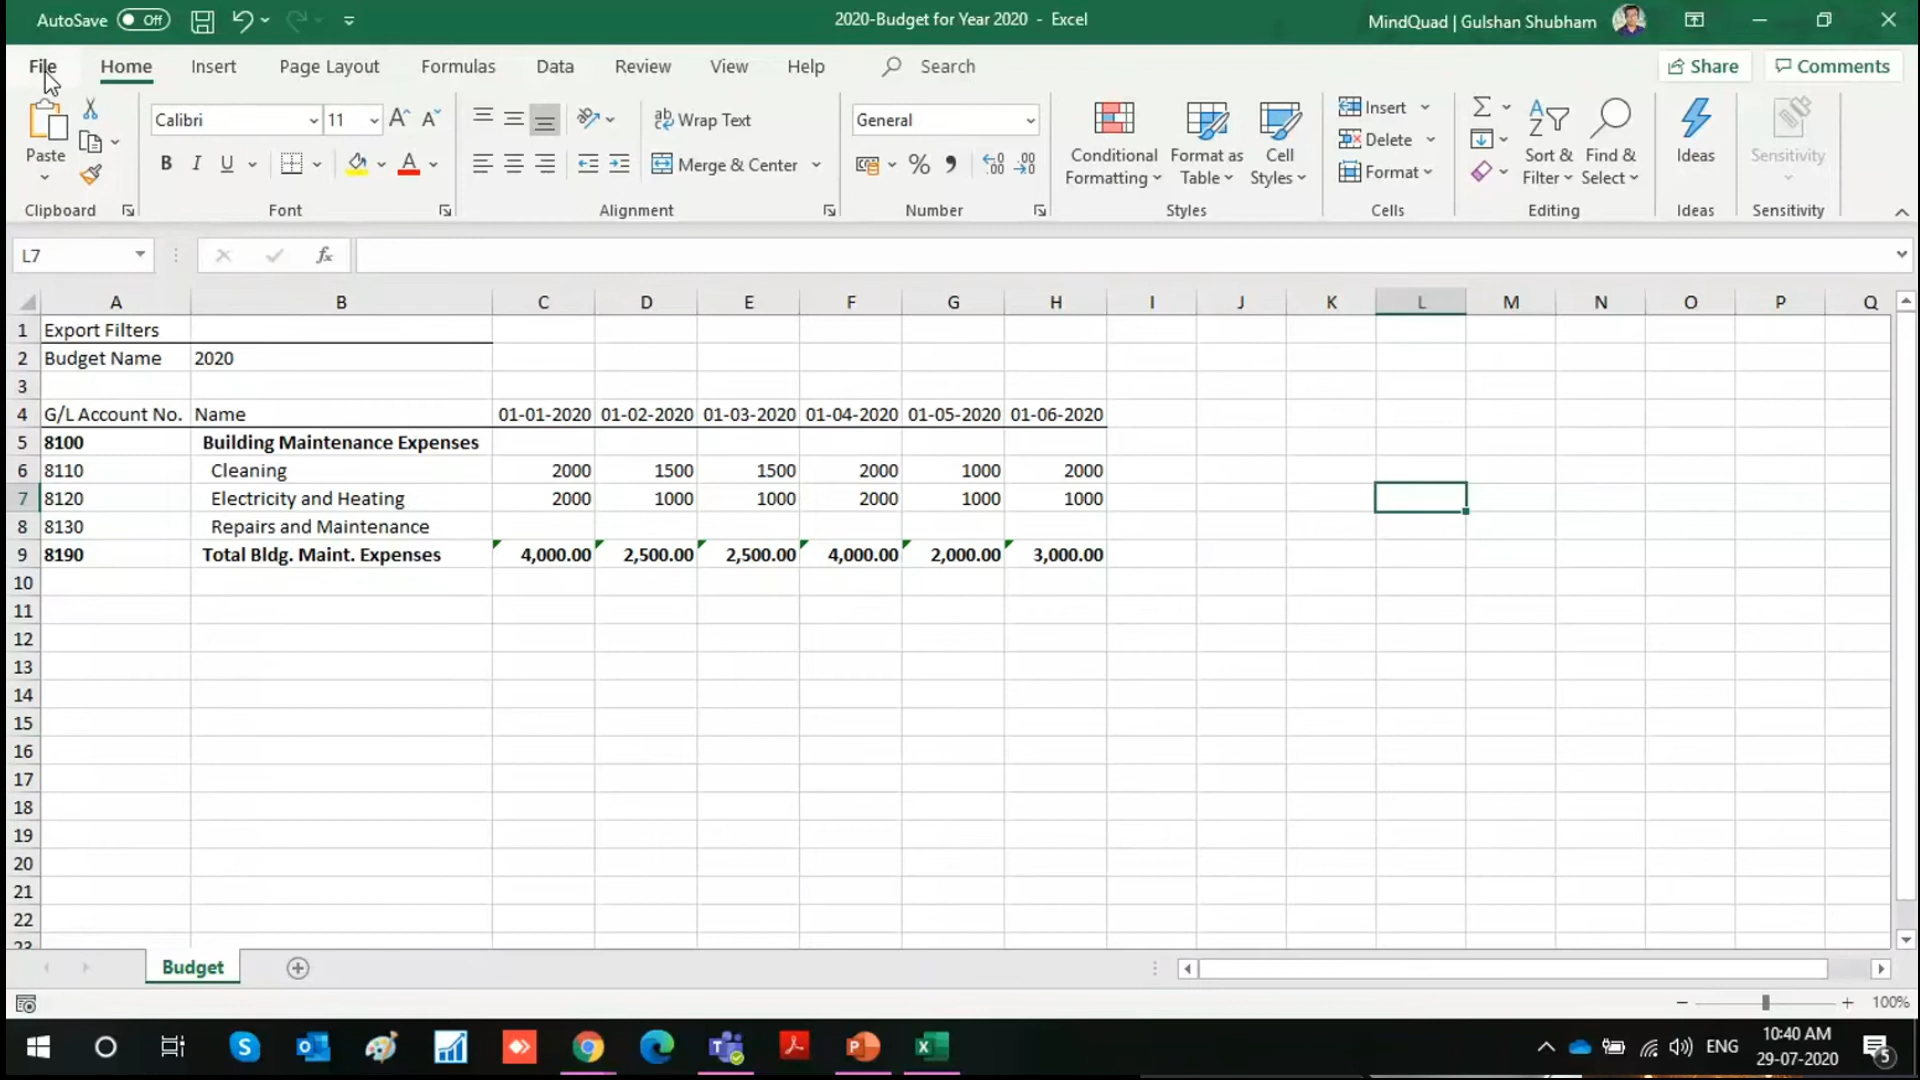 AutoSave Off 2020-Budget for Year 2020 - Excel MindQuad | Gulshan Shubham
File Home Insert Page Layout Formulas Data Review View Help Search Share Comments
Paste
Clipboard
Calibri 11
B I U
Font
Wrap Text
Merge & Center
Alignment
General
Number
Conditional Formatting
Format as Table
Cell Styles
Styles
Insert
Delete
Format
Cells
Sort & Filter
Find & Select
Editing
Ideas
Ideas
Sensitivity
Sensitivity
L7 fx
A B C D E F G H I J K L M N O P Q
1 Export Filters
2 Budget Name 2020
3
4 G/L Account No. Name 01-01-2020 01-02-2020 01-03-2020 01-04-2020 01-05-2020 01-06-2020
5 8100 Building Maintenance Expenses
6 8110 Cleaning 2000 1500 1500 2000 1000 2000
7 8120 Electricity and Heating 2000 1000 1000 2000 1000 1000
8 8130 Repairs and Maintenance
9 8190 Total Bldg. Maint. Expenses 4,000.00 2,500.00 2,500.00 4,000.00 2,000.00 3,000.00
10
11
12
13
14
15
16
17
18
19
20
21
22
23
Budget
100%
ENG 10:40 AM
29-07-2020 5